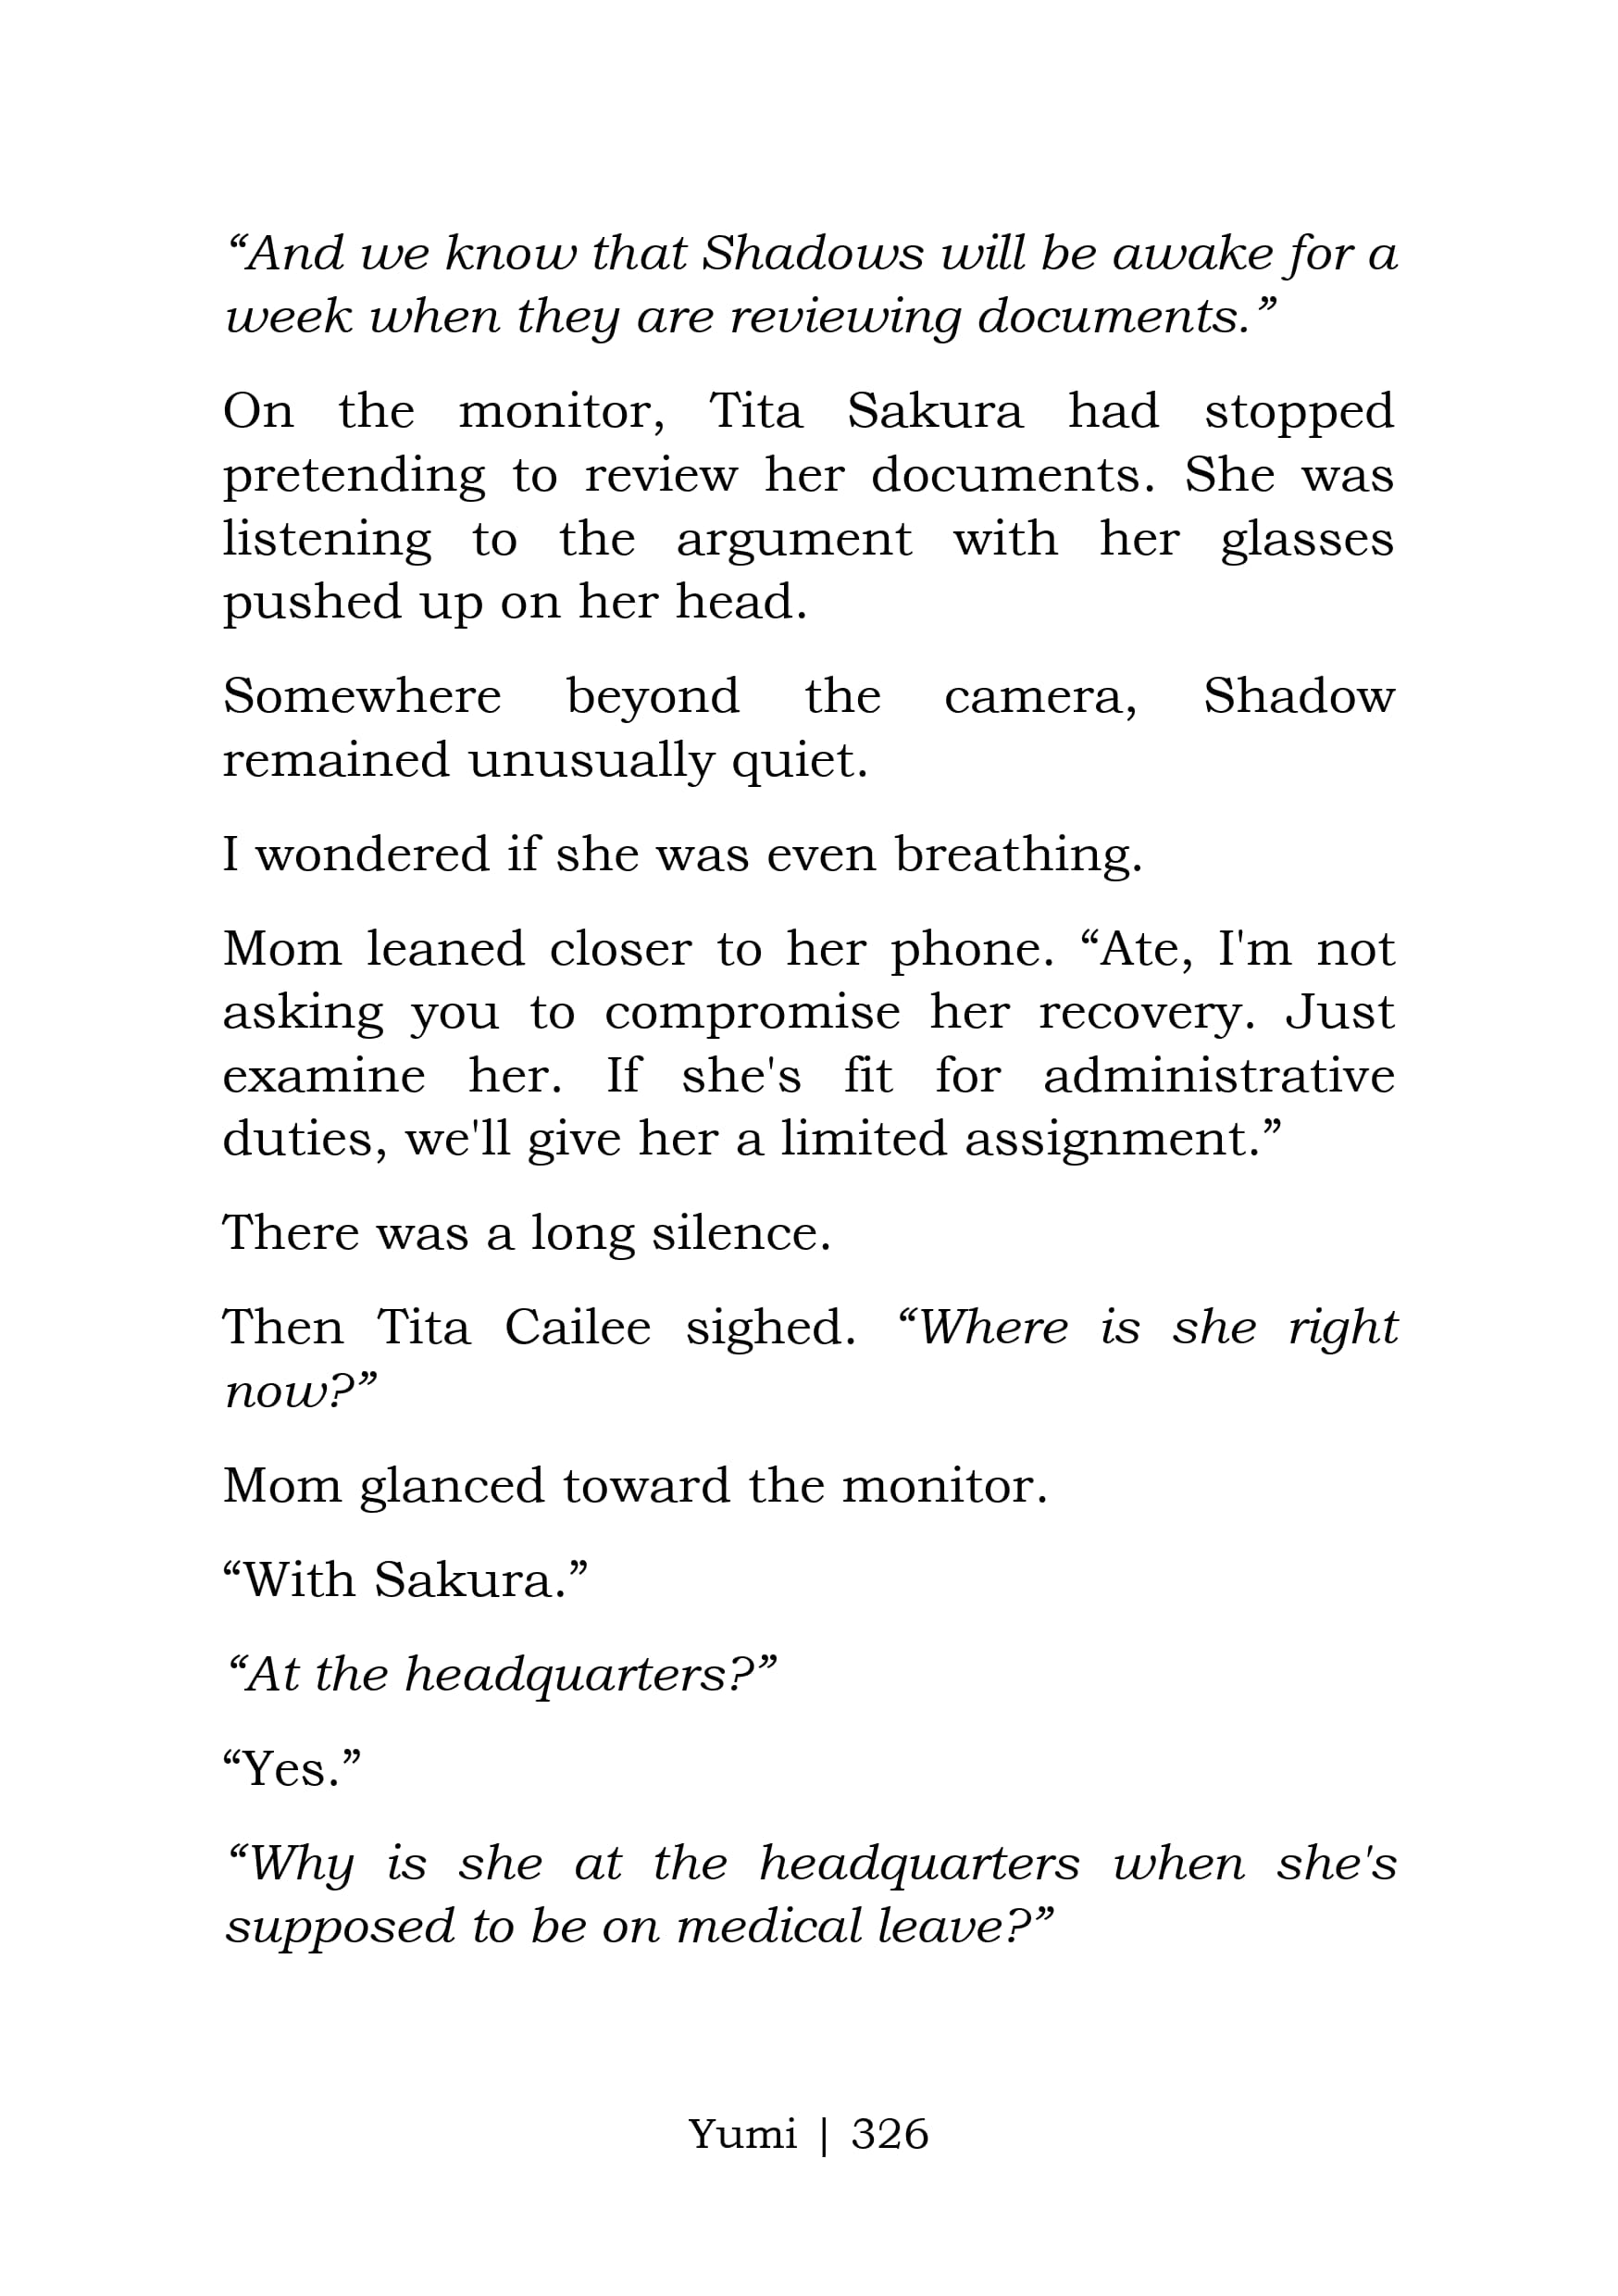 “And we know that Shadows will be awake for a
week when they are reviewing documents.”
On the monitor, Tita Sakura had stopped
pretending to review her documents. She was
listening to the argument with her glasses
pushed up on her head.
Somewhere beyond the camera, Shadow
remained unusually quiet.
I wondered if she was even breathing.
Mom leaned closer to her phone. “Ate, I'm not
asking you to compromise her recovery. Just
examine her. If she's fit for administrative
duties, we'll give her a limited assignment.”
There was a long silence.
Then Tita Cailee sighed. “Where is she right
now?”
Mom glanced toward the monitor.
“With Sakura.”
“At the headquarters?”
“Yes.”
“Why is she at the headquarters when she's
supposed to be on medical leave?”
Yumi | 326